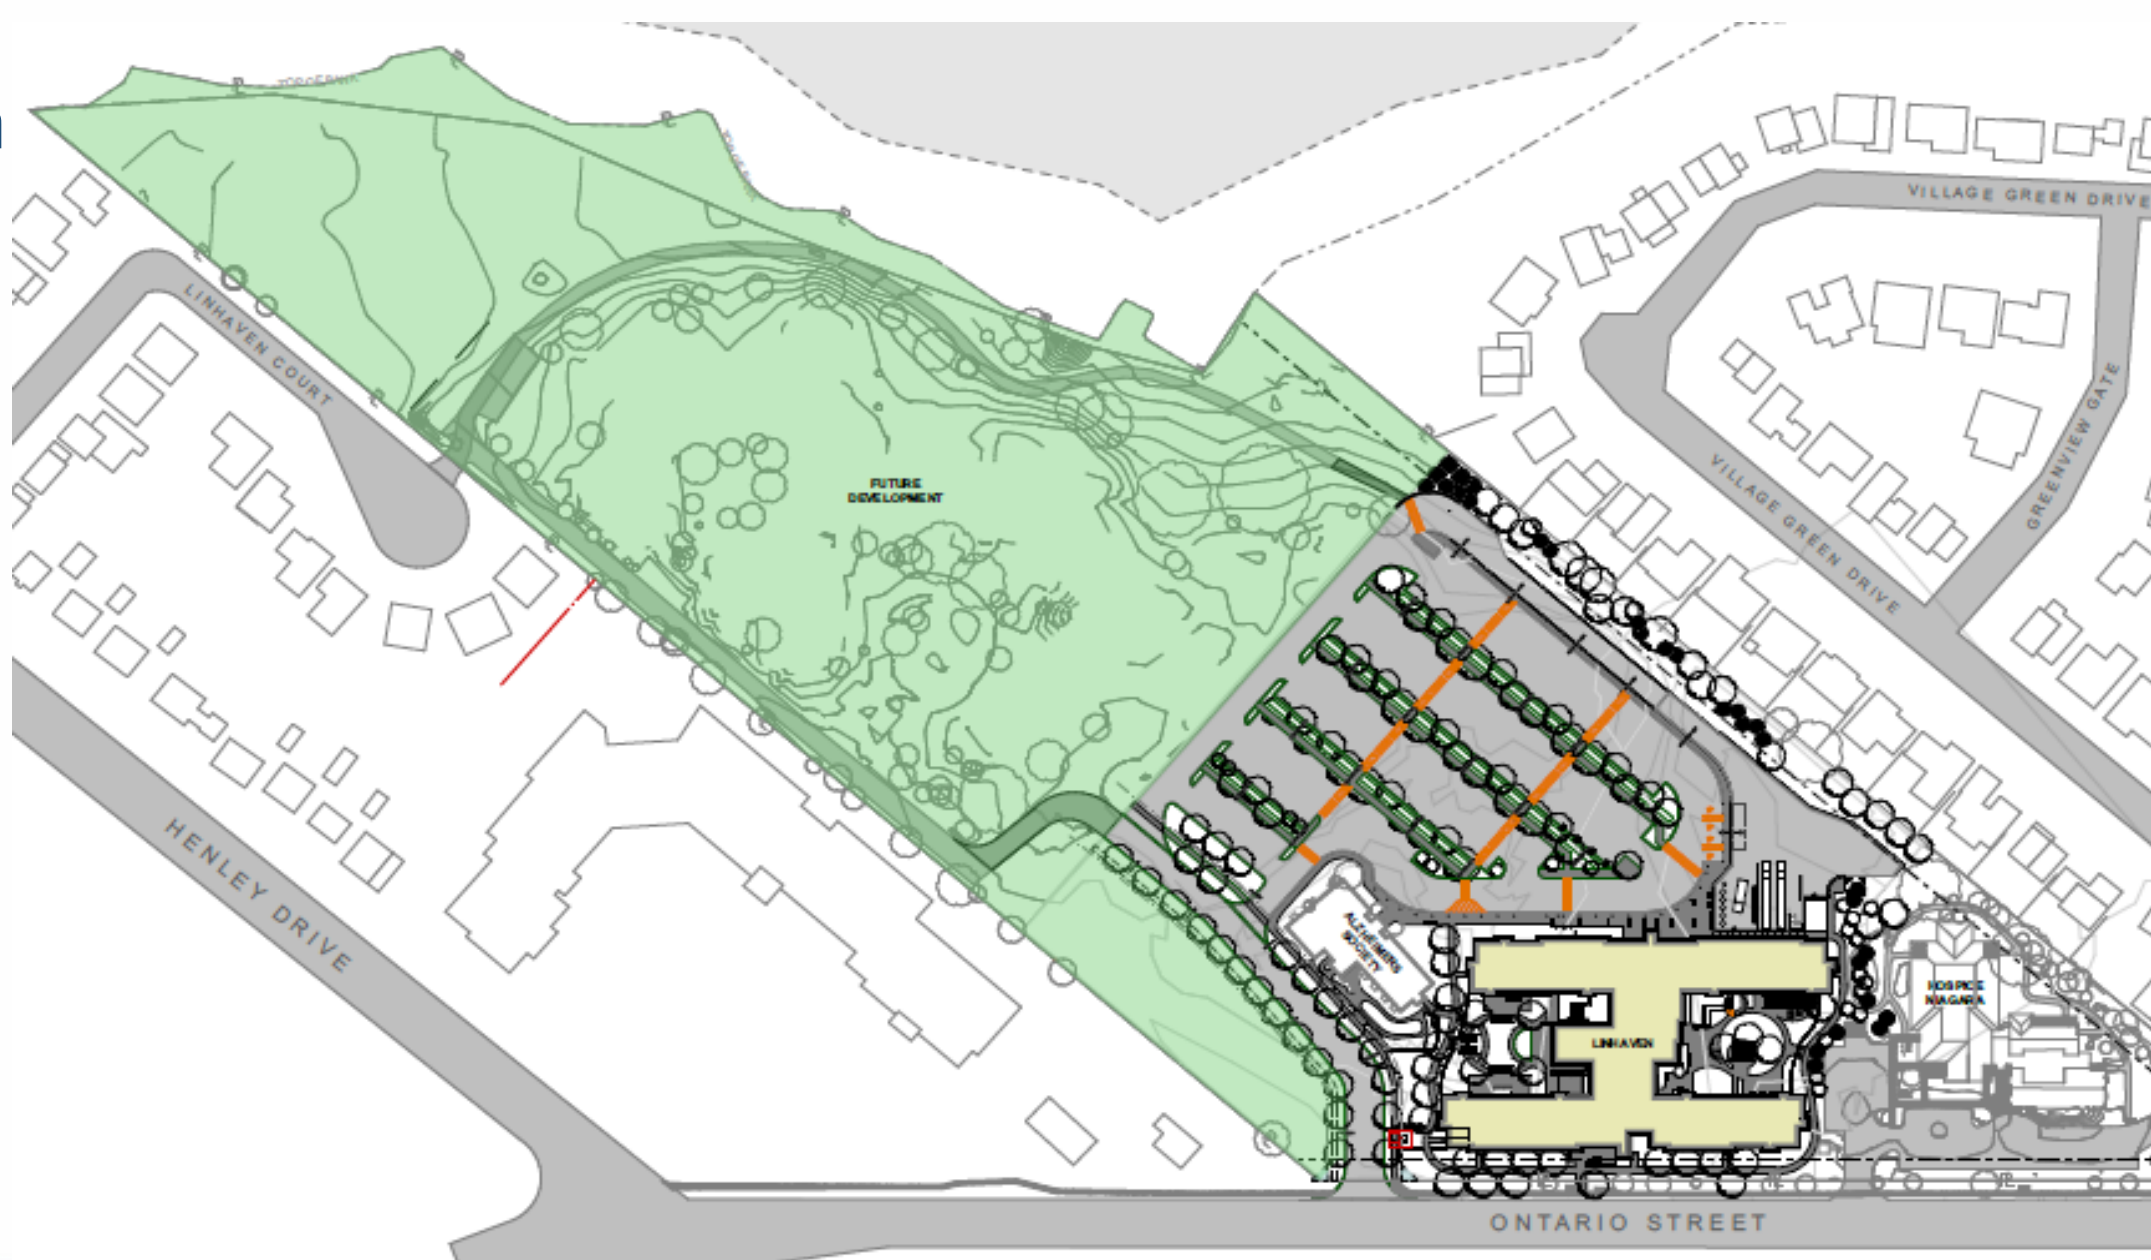 VILLAGE GREEN DRIVE
LINHAVEN COURT
GREENVIEW GATE
VILLAGE GREEN DRIVE
FUTURE
DEVELOPMENT
HENLEY DRIVE
ALZHEIMERS
SOCIETY
HOSPICE
NIAGARA
LINHAVEN
ONTARIO STREET